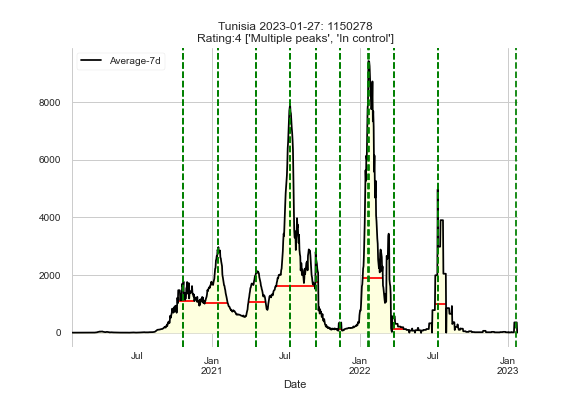 Tunisia 2023-01-27: 1150278
Rating:4 ['Multiple peaks', 'In control']
Average-7d
8000
6000
4000
2000
0
Jul
Jan
2021
Jul
Jan
2022
Jul
Jan
2023
Date